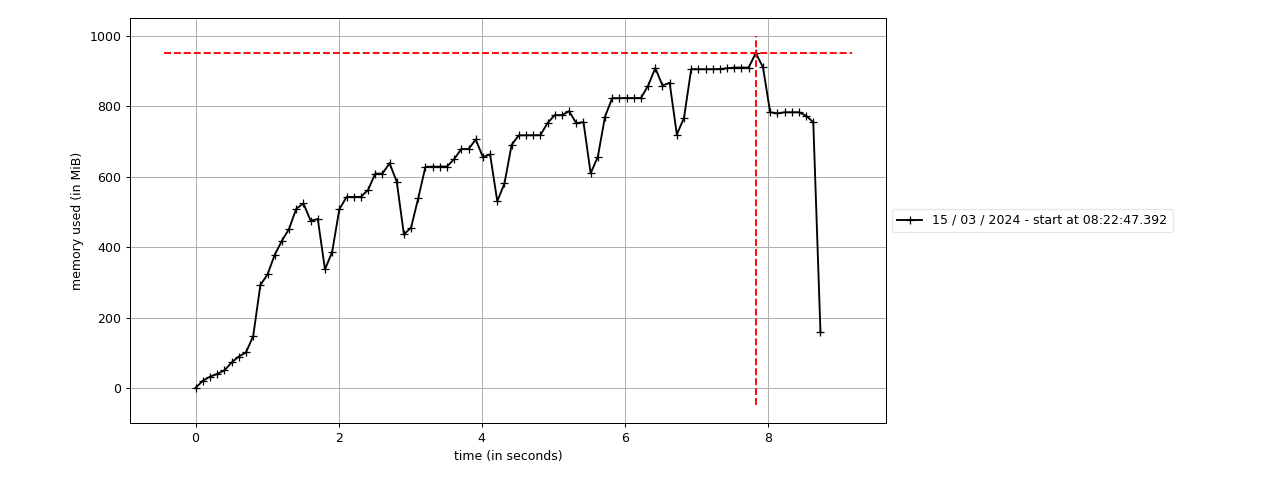 1000
800
600
400
200
0
memory used (in MiB)
0 2 4 6 8
time (in seconds)
15 / 03 / 2024 - start at 08:22:47.392